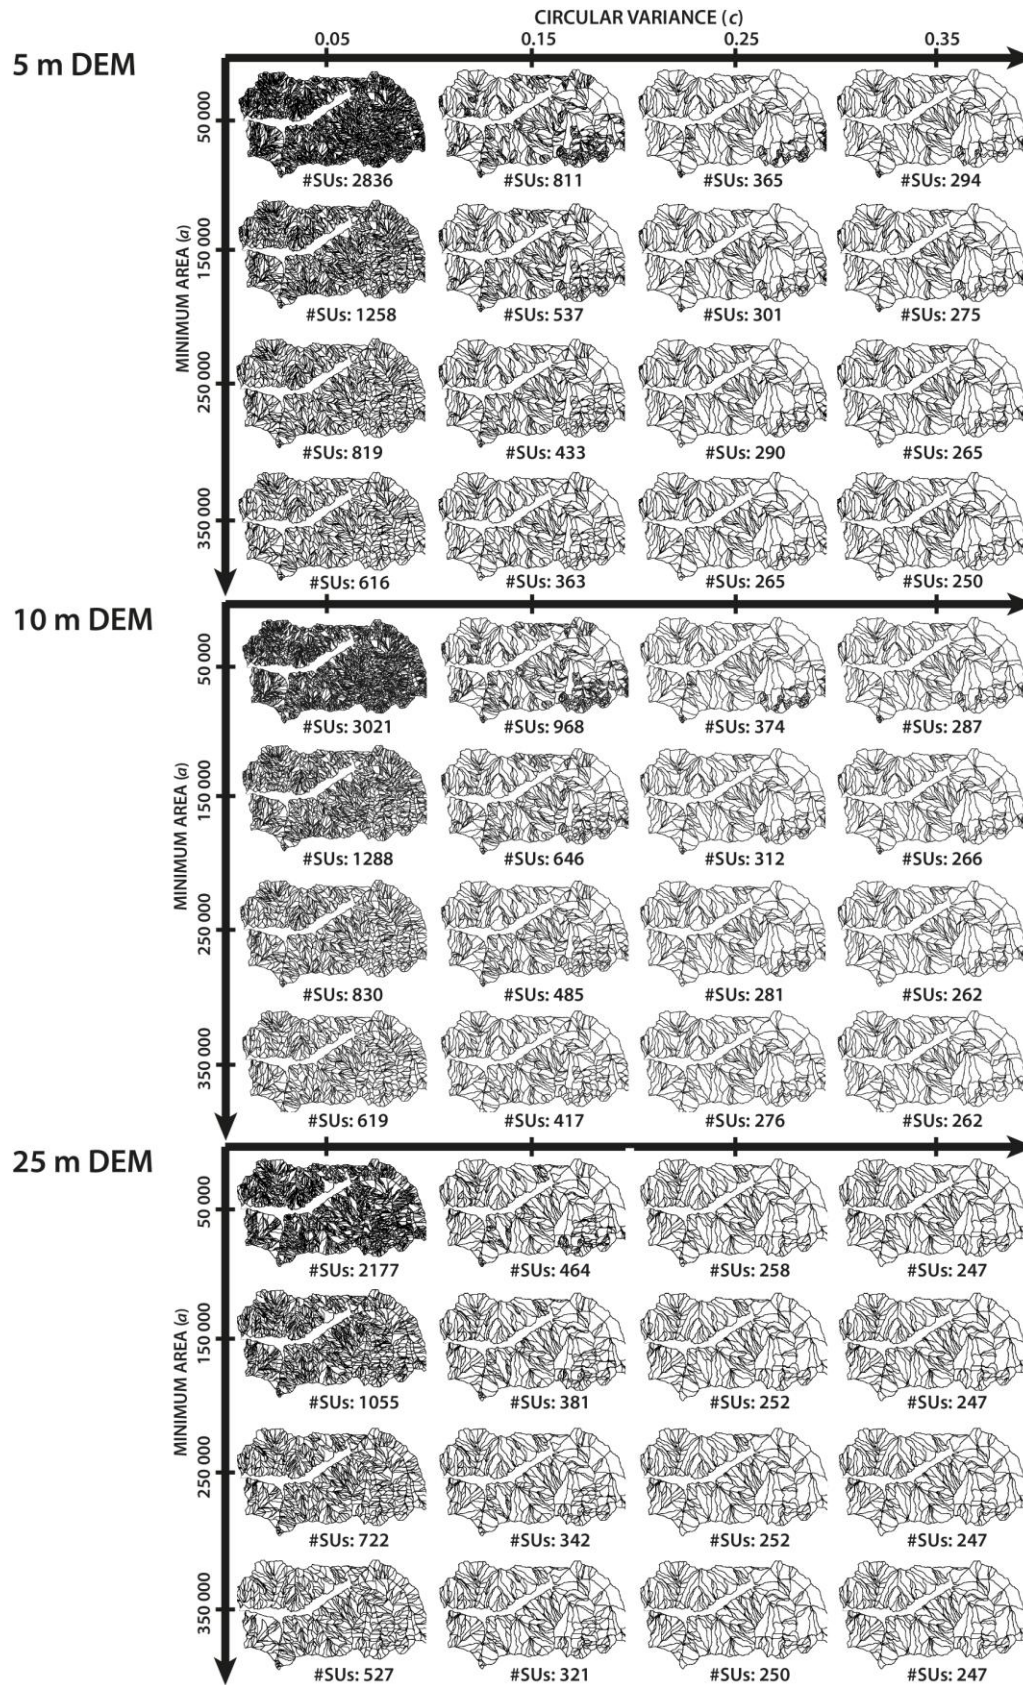 CIRCULAR VARIANCE (c)
0.05 0.15 0.25 0.35
5 m DEM
MINIMUM AREA (a)
50 000
#SUs: 2836 #SUs: 811 #SUs: 365 #SUs: 294
150 000
#SUs: 1258 #SUs: 537 #SUs: 301 #SUs: 275
250 000
#SUs: 819 #SUs: 433 #SUs: 290 #SUs: 265
350 000
#SUs: 616 #SUs: 363 #SUs: 265 #SUs: 250
10 m DEM
MINIMUM AREA (a)
50 000
#SUs: 3021 #SUs: 968 #SUs: 374 #SUs: 287
150 000
#SUs: 1288 #SUs: 646 #SUs: 312 #SUs: 266
250 000
#SUs: 830 #SUs: 485 #SUs: 281 #SUs: 262
350 000
#SUs: 619 #SUs: 417 #SUs: 276 #SUs: 262
25 m DEM
MINIMUM AREA (a)
50 000
#SUs: 2177 #SUs: 464 #SUs: 258 #SUs: 247
150 000
#SUs: 1055 #SUs: 381 #SUs: 252 #SUs: 247
250 000
#SUs: 722 #SUs: 342 #SUs: 252 #SUs: 247
350 000
#SUs: 527 #SUs: 321 #SUs: 250 #SUs: 247